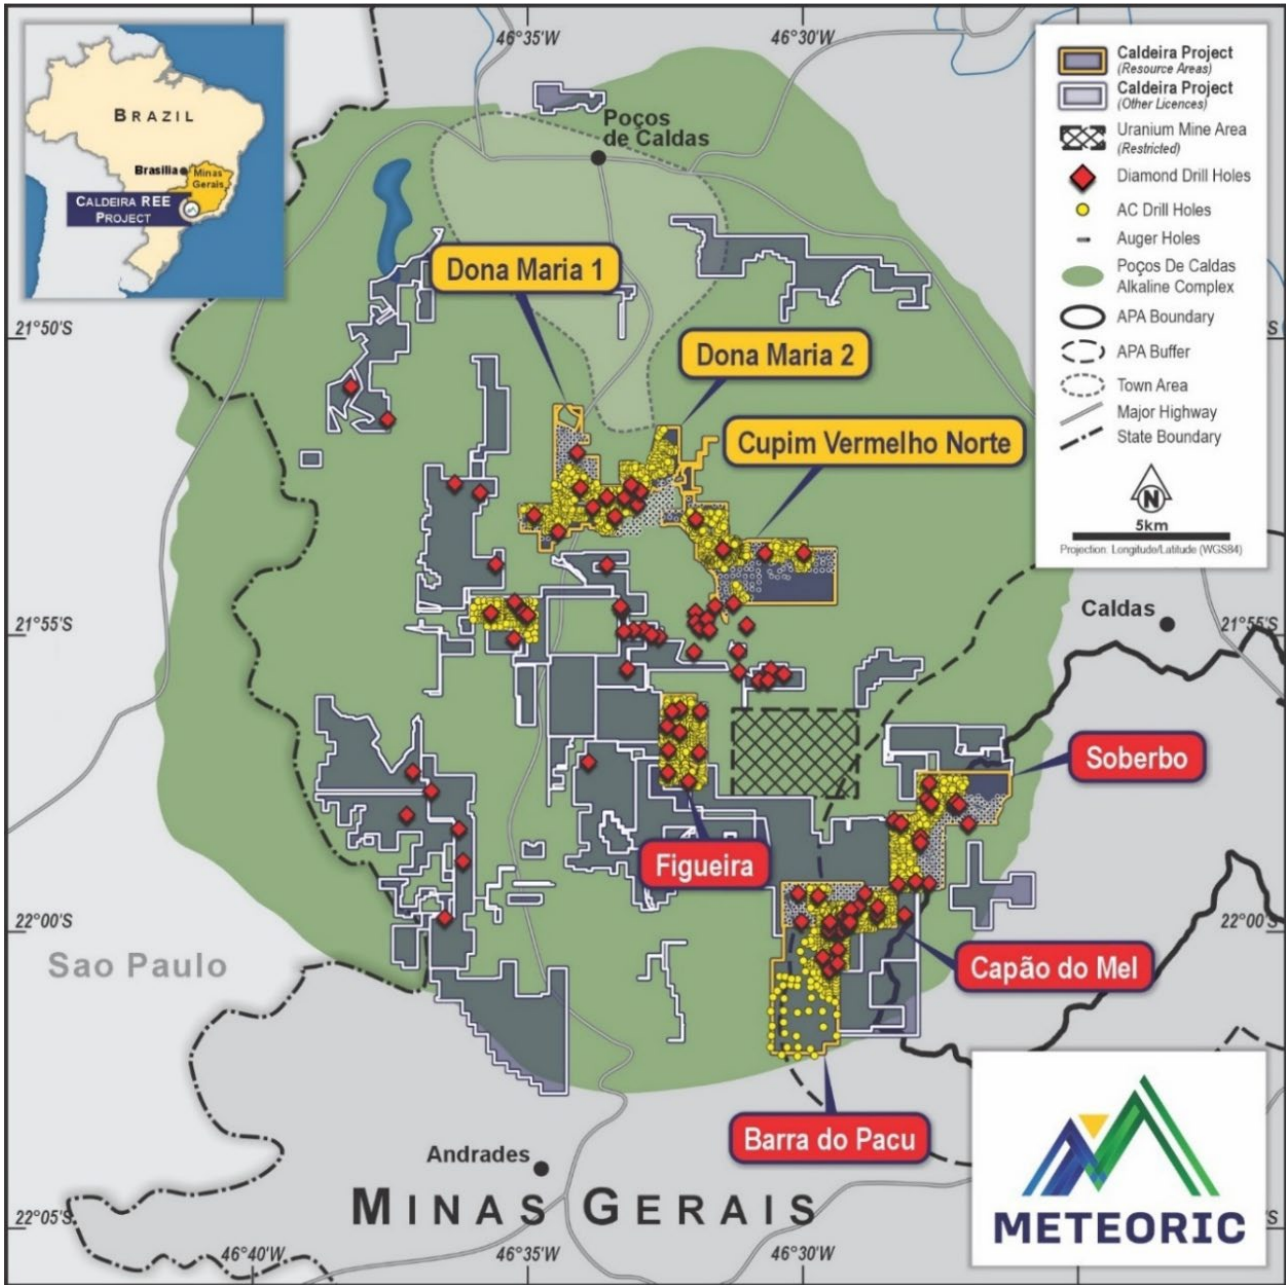 46°35'W
46°30'W
BRAZIL
Brasília
Minas
Gerais
CALDEIRA REE
PROJECT
Poços
de Caldas
Caldeira Project
(Resource Areas)
Caldeira Project
(Other Licences)
Uranium Mine Area
(Restricted)
Diamond Drill Holes
AC Drill Holes
Auger Holes
Poços De Caldas
Alkaline Complex
APA Boundary
APA Buffer
Town Area
Major Highway
State Boundary
N
5km
Projection: Longitude/Latitude (WGS84)
Dona Maria 1
21°50'S
Dona Maria 2
Cupim Vermelho Norte
Caldas
21°55'S
21°55'S
Soberbo
Figueira
22°00'S
22°00'S
Sao Paulo
Capão do Mel
Barra do Pacu
Andrades
MINAS GERAIS
METEORIC
22°05'S
46°40'W
46°35'W
46°30'W